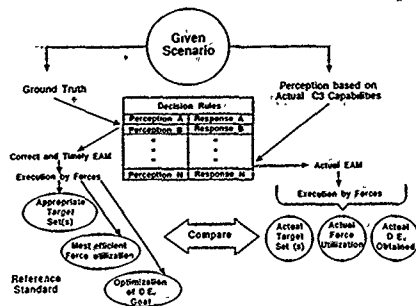 Given
Scenario
Ground Truth
Perception based on
Actual C3 Capabilities
Decision Rules
Perception A Response A
Perception B Response B
Perception N Response N
Correct and Timely EAM
Actual EAM
Execution by Forces
Execution by Forces
Appropriate
Target
Set(s)
Compare
Actual
Target
Set (s)
Actual
Force
Utilization
Actual
D.E.
Obtained
Most efficient
Force utilization
Reference
Standard
Optimization
of D.E.
Goal